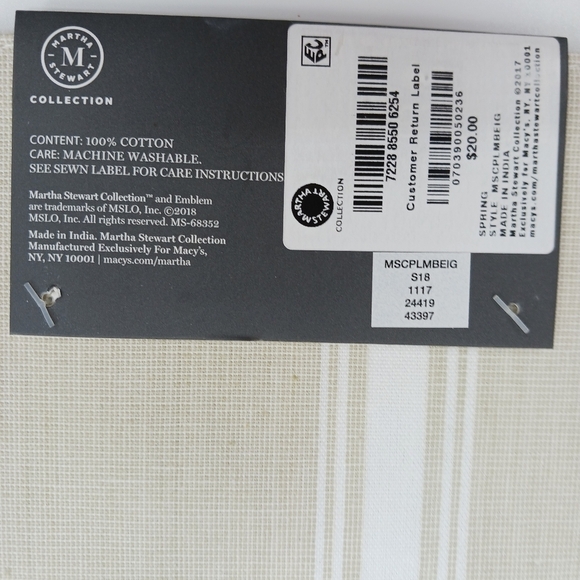 MARTHA
M
STEWART
COLLECTION
CONTENT: 100% COTTON
CARE: MACHINE WASHABLE.
SEE SEWN LABEL FOR CARE INSTRUCTIONS
Martha Stewart Collection™ and Emblem
are trademarks of MSLO, Inc. ©2018
MSLO, Inc. All rights reserved. MS-68352
Made in India. Martha Stewart Collection
Manufactured Exclusively For Macy's,
NY, NY 10001 | macys.com/martha
EPC™
MARTHA
STEWART
COLLECTION
7228 8550 6254
Customer Return Label
070390050236
$20.00
SPRING
STYLE MSCPLMBEIG
MADE IN INDIA
Martha Stewart Collection ©2017
Exclusively for Macy's, NY, NY 10001
macys.com/marthastewartcollection
MSCPLMBEIG
S18
1117
24419
43397